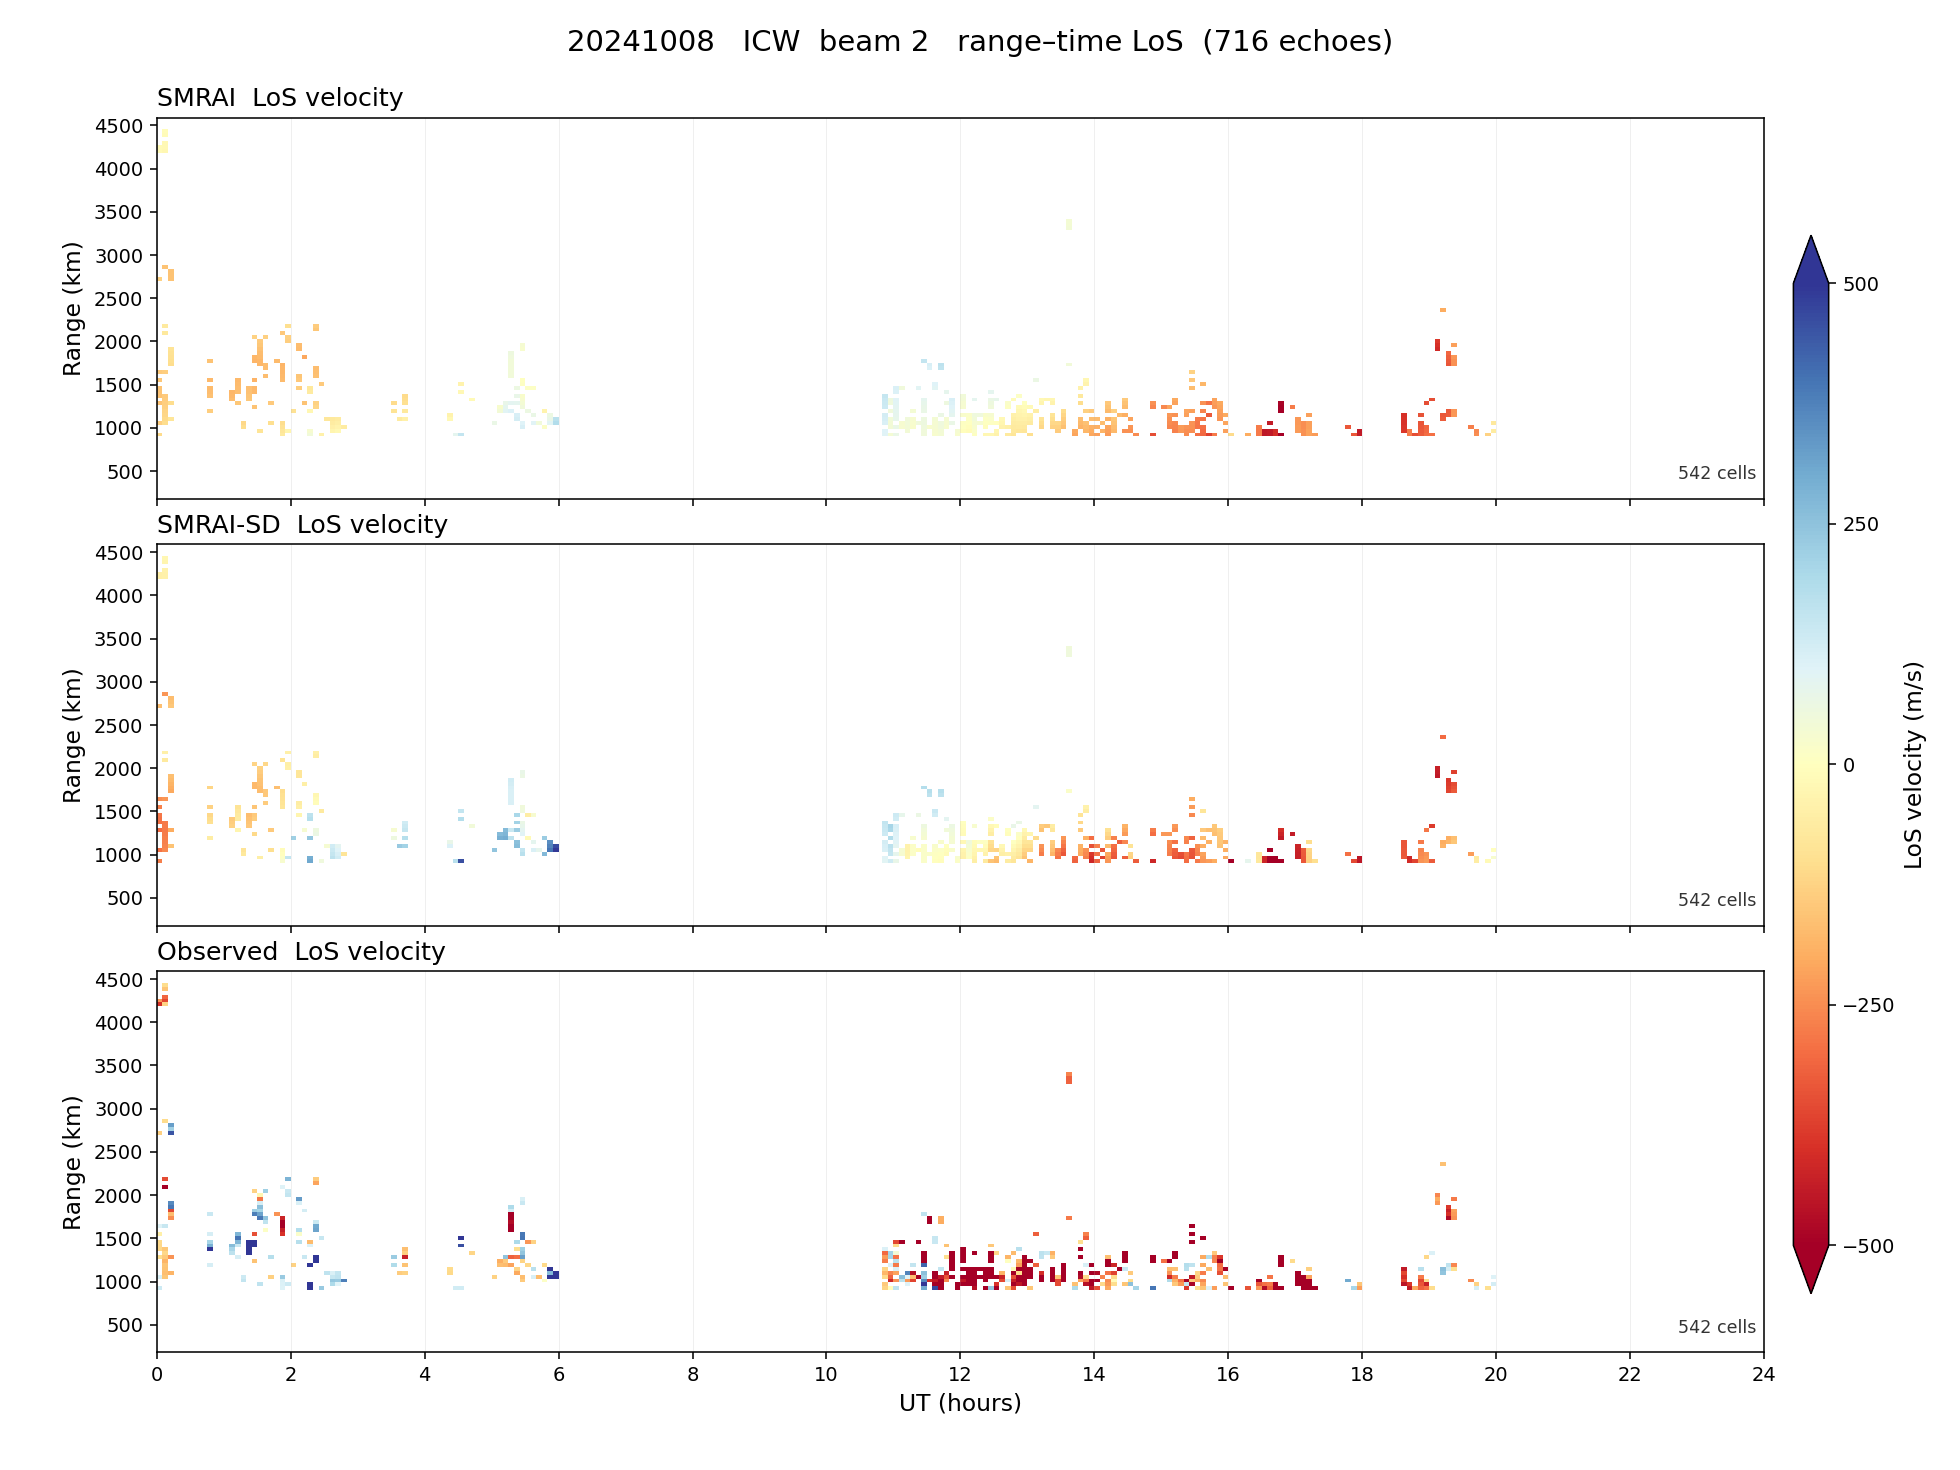 20241008   ICW  beam 2   range–time LoS  (716 echoes)
SMRAI  LoS velocity
4500
4000
3500
3000
2500
2000
1500
1000
500
Range (km)
542 cells
SMRAI-SD  LoS velocity
4500
4000
3500
3000
2500
2000
1500
1000
500
Range (km)
542 cells
Observed  LoS velocity
4500
4000
3500
3000
2500
2000
1500
1000
500
Range (km)
542 cells
0 2 4 6 8 10 12 14 16 18 20 22 24
UT (hours)
500
250
0
−250
−500
LoS velocity (m/s)